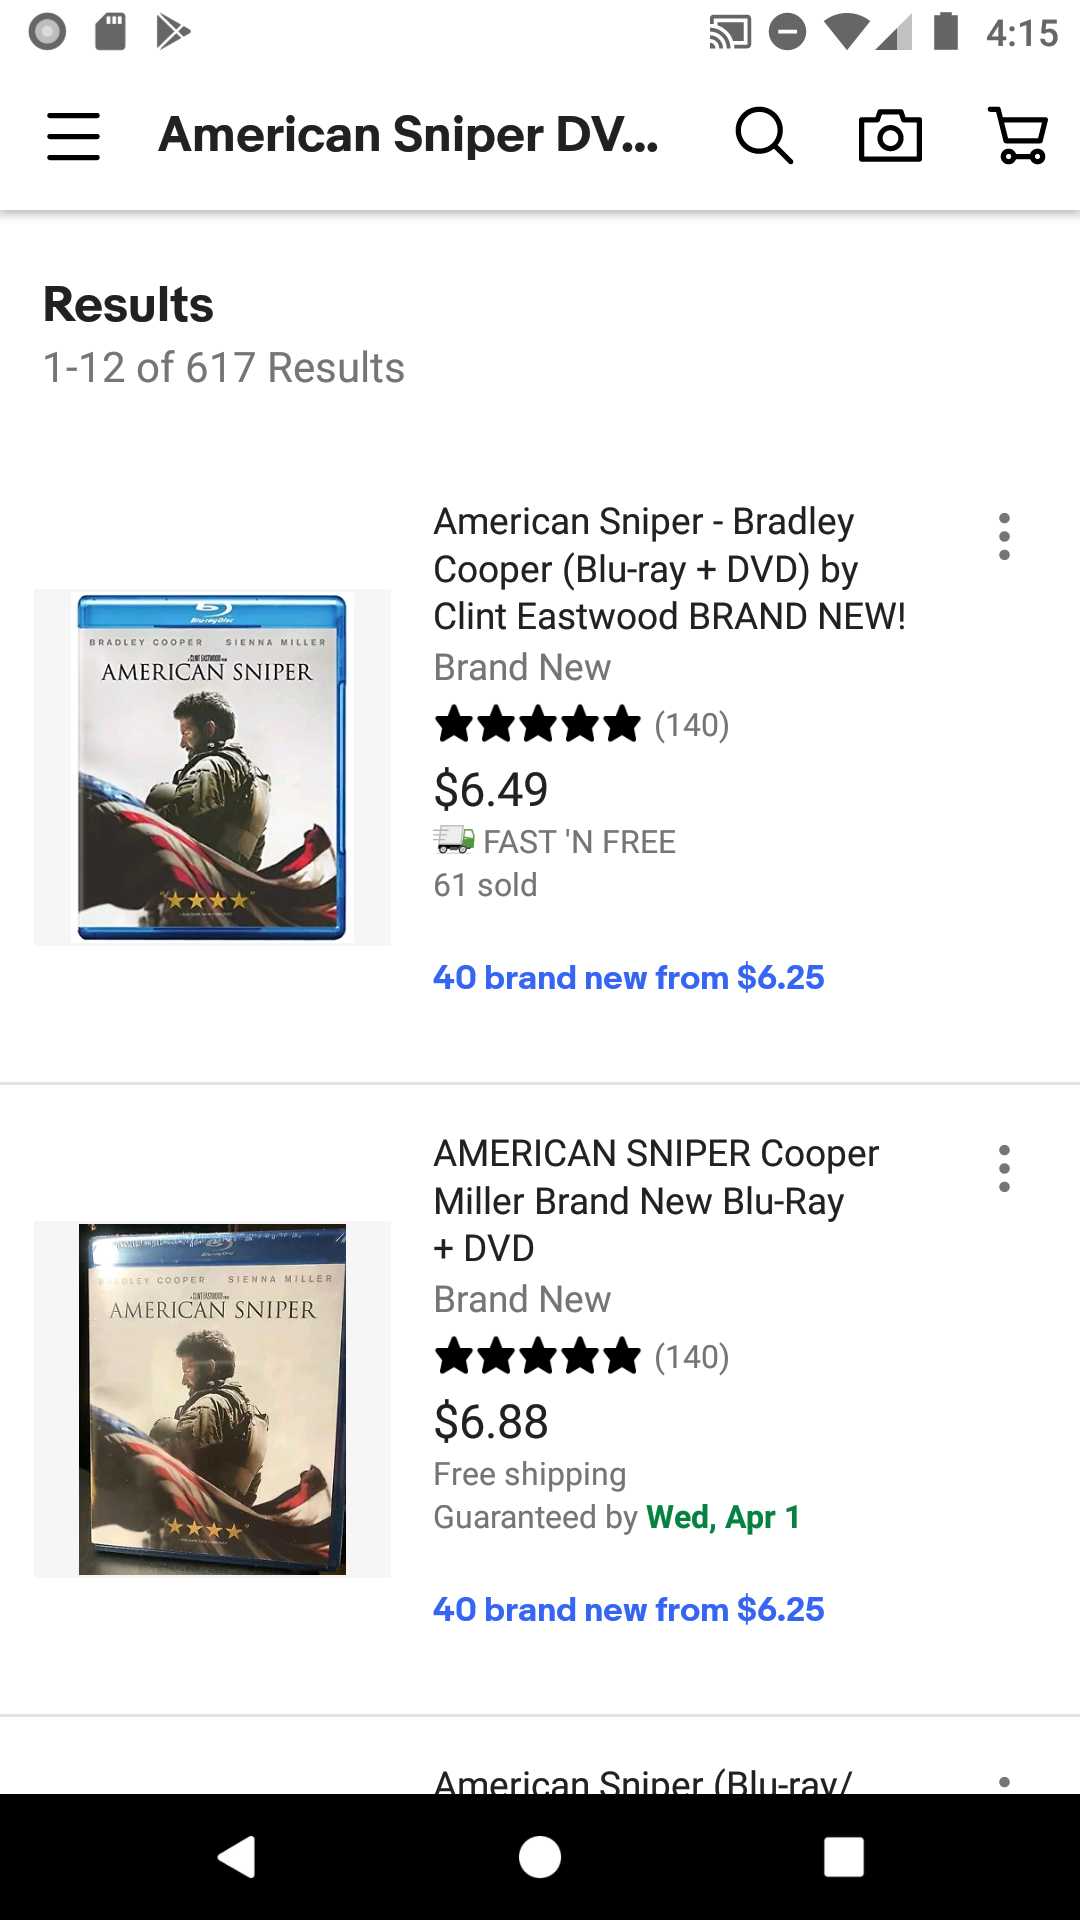 4:15
American Sniper DV...
Results
1-12 of 617 Results
American Sniper - Bradley
Cooper (Blu-ray + DVD) by
Clint Eastwood BRAND NEW!
Brand New
(140)
$6.49
FAST 'N FREE
61 sold
40 brand new from $6.25
Blu-ray Disc
BRADLEY COOPER SIENNA MILLER
AMERICAN SNIPER
AMERICAN SNIPER Cooper
Miller Brand New Blu-Ray
+ DVD
Brand New
(140)
$6.88
Free shipping
Guaranteed by Wed, Apr 1
40 brand new from $6.25
COOPER SIENNA MILLER
AMERICAN SNIPER
American Sniper (Blu-ray/